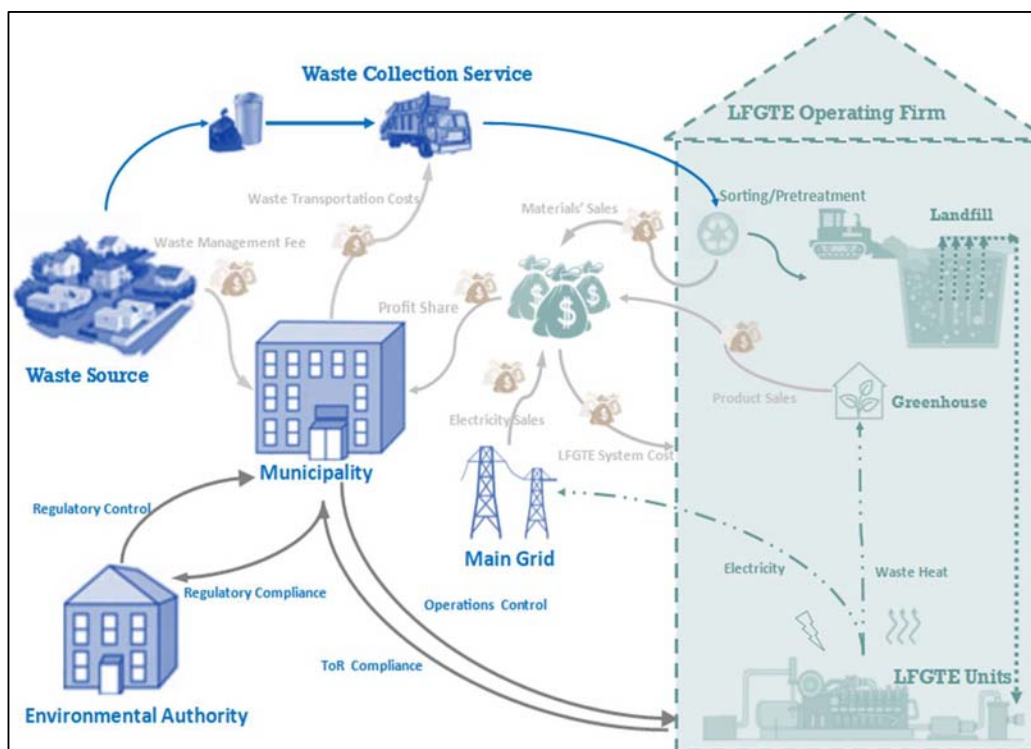 Waste Collection Service
LFGTE Operating Firm
Waste Transportation Costs
Materials' Sales
Sorting/Pretreatment
Landfill
Waste Management Fee
Profit Share
Waste Source
Electricity Sales
Product Sales
Greenhouse
LFGTE System Cost
Municipality
Regulatory Control
Main Grid
Electricity
Waste Heat
Regulatory Compliance
Operations Control
ToR Compliance
LFGTE Units
Environmental Authority